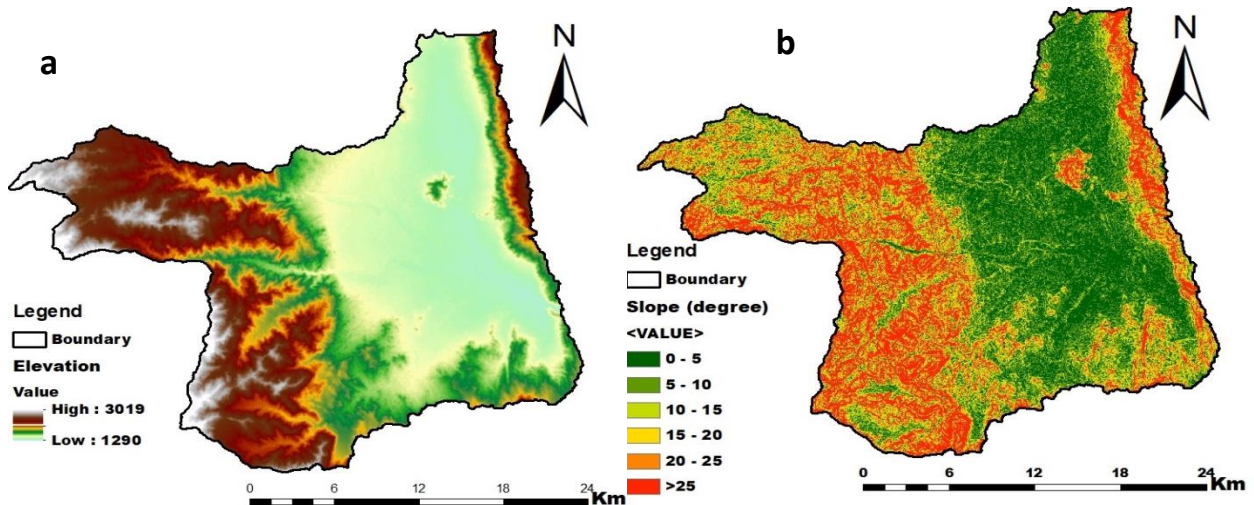 a
N
Legend
Boundary
Elevation
Value
High : 3019
Low : 1290
0 6 12 18 24
Km
b
N
Legend
Boundary
Slope (degree)
<VALUE>
0 - 5
5 - 10
10 - 15
15 - 20
20 - 25
>25
0 6 12 18 24
Km